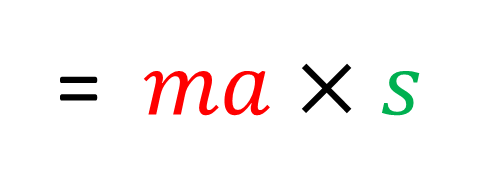 = ma × s